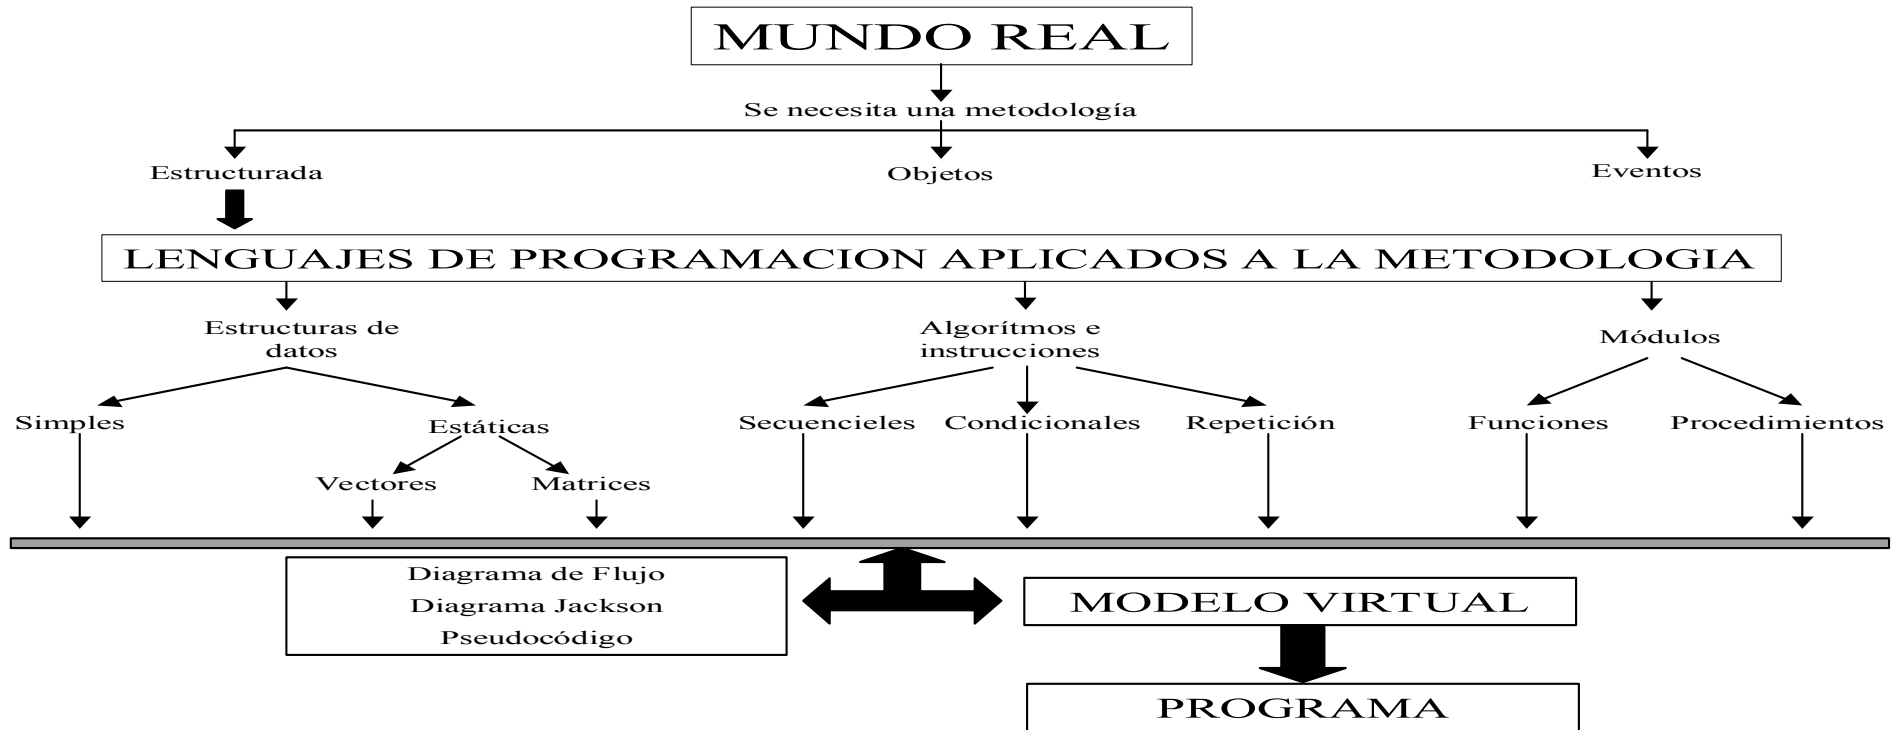 MUNDO REAL
Se necesita una metodología
Estructurada
Objetos
Eventos
LENGUAJES DE PROGRAMACION APLICADOS A LA METODOLOGIA
Estructuras de
datos
Algorítmos e
instrucciones
Módulos
Simples
Estáticas
Secuencieles
Condicionales
Repetición
Funciones
Procedimientos
Vectores
Matrices
Diagrama de Flujo
Diagrama Jackson
Pseudocódigo
MODELO VIRTUAL
PROGRAMA